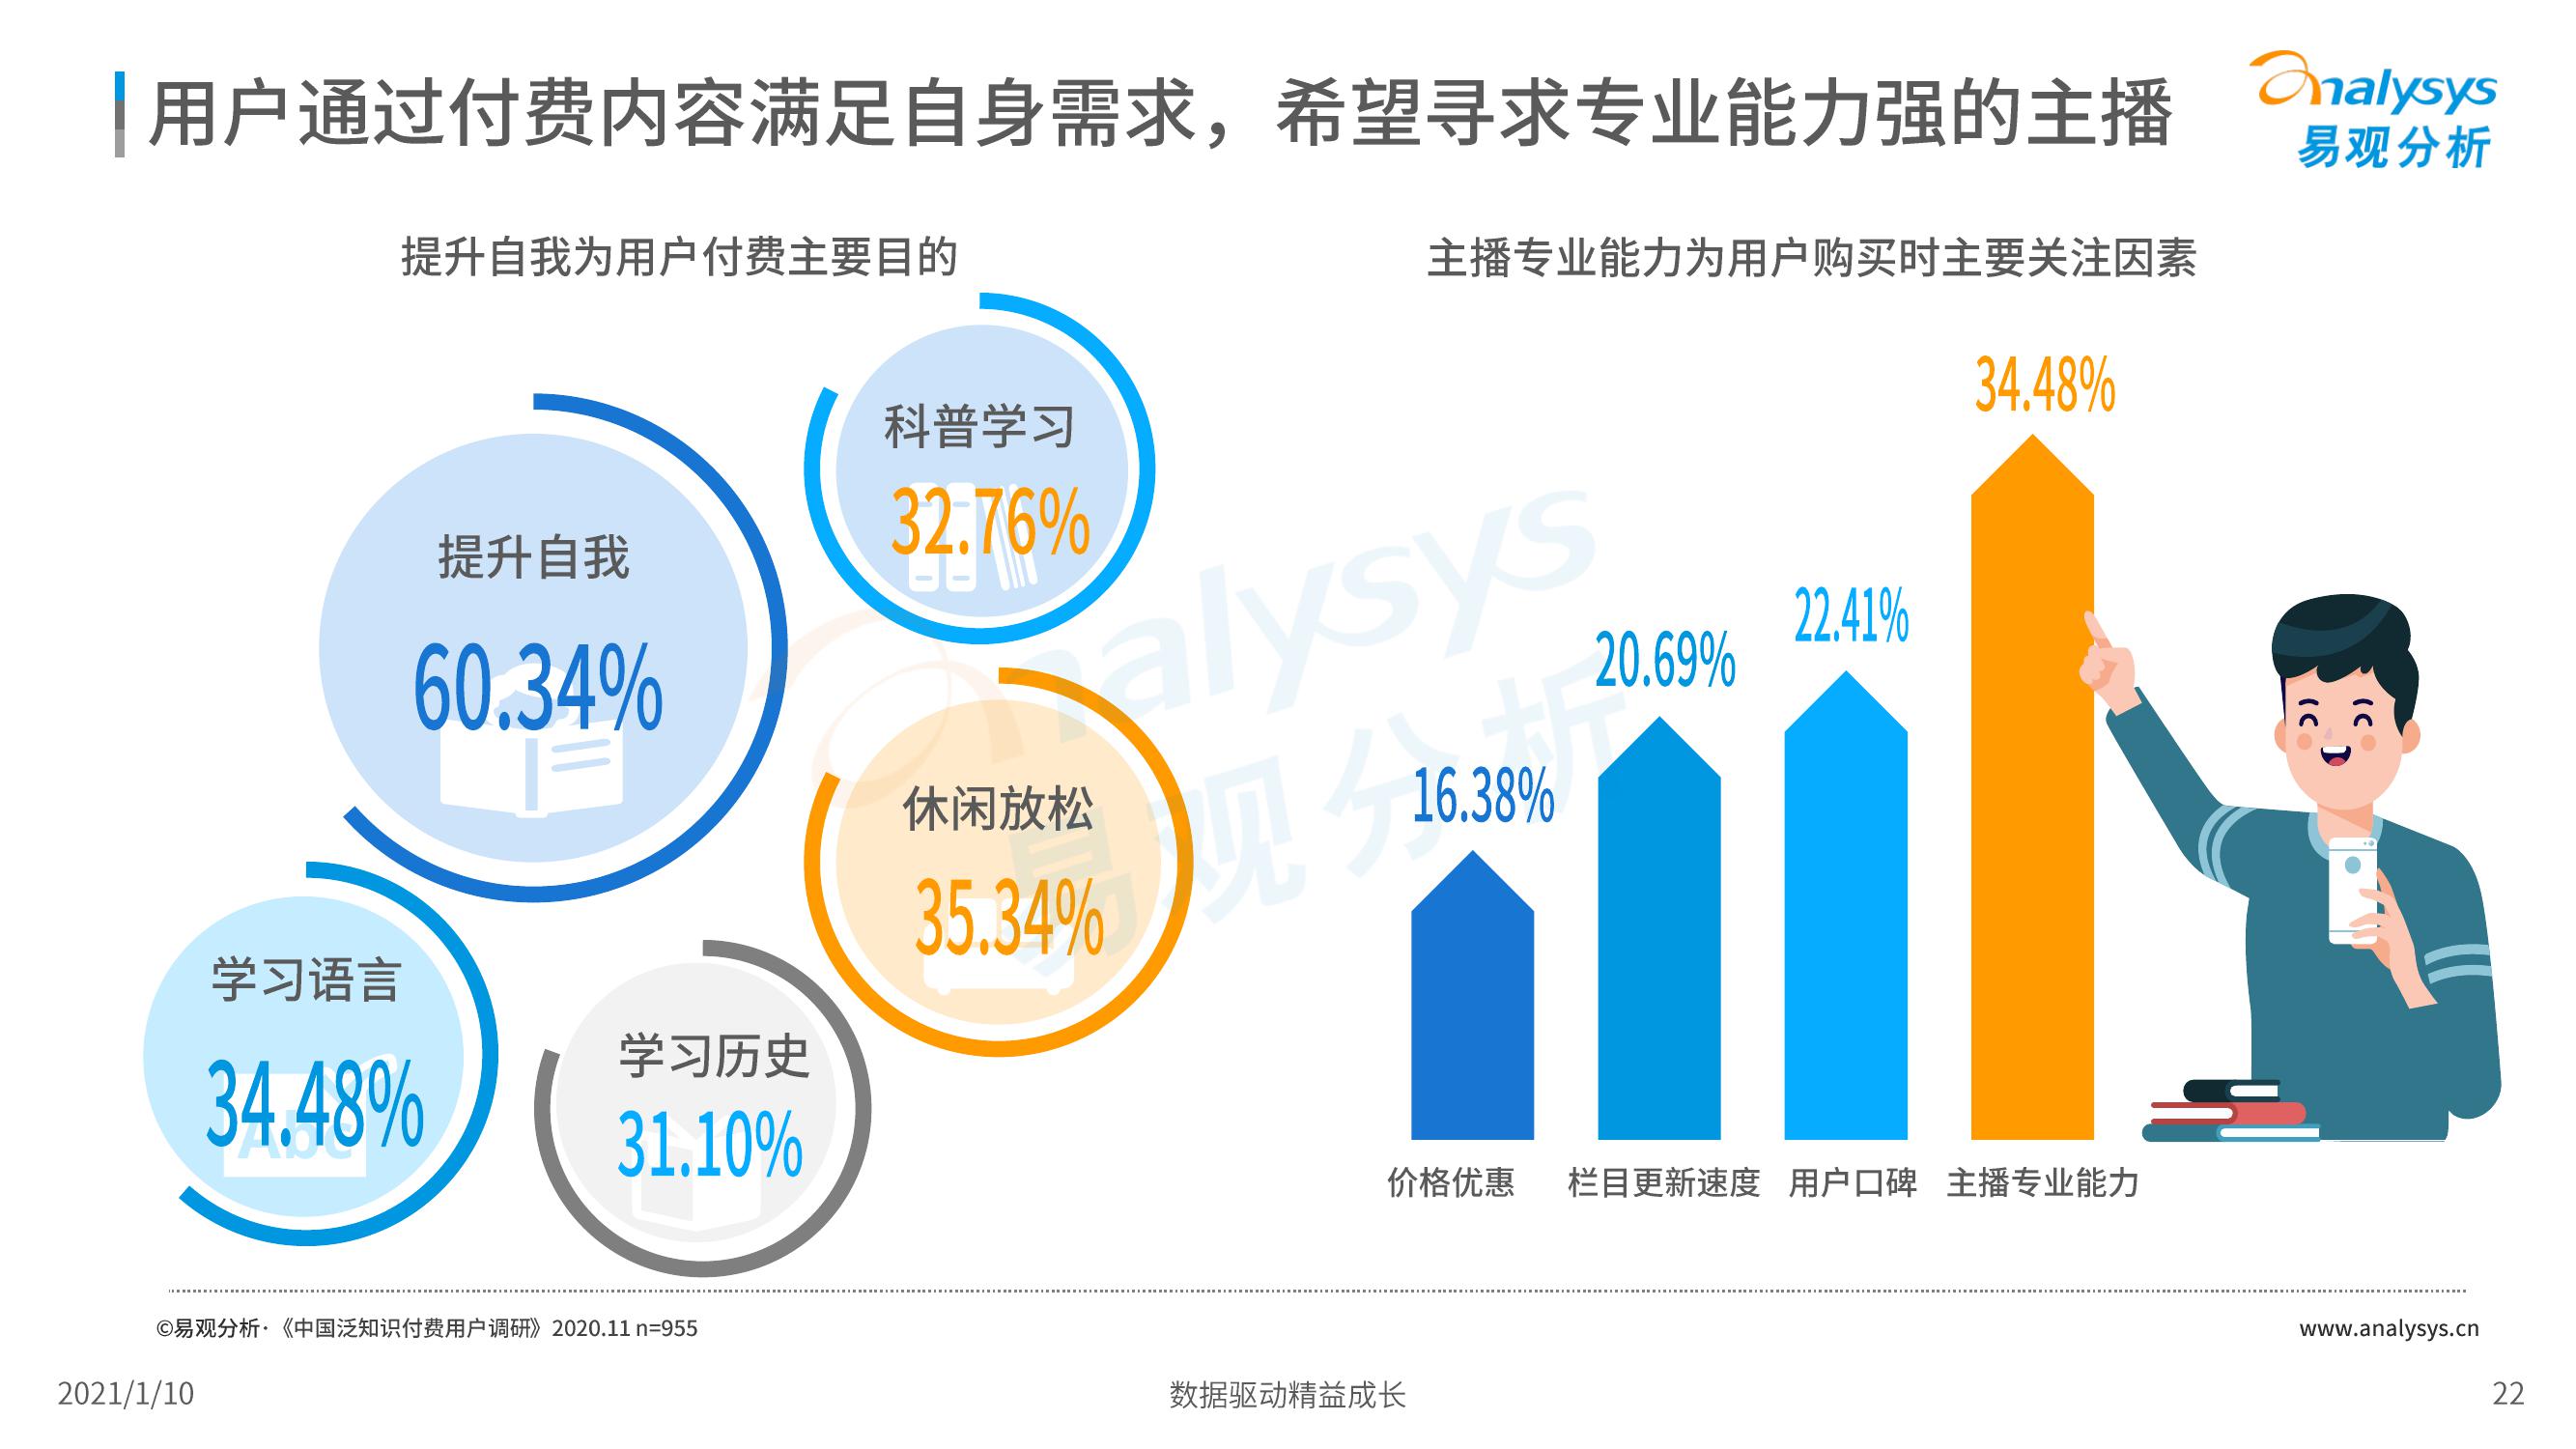 用户通过付费内容满足自身需求，希望寻求专业能力强的主播
analysys
易观分析
提升自我为用户付费主要目的
科普学习
32.76%
提升自我
60.34%
休闲放松
35.34%
学习语言
34.48%
Abc
学习历史
31.10%
主播专业能力为用户购买时主要关注因素
34.48%
22.41%
20.69%
16.38%
价格优惠 栏目更新速度 用户口碑 主播专业能力
analysys
易观分析
©易观分析·《中国泛知识付费用户调研》2020.11 n=955
www.analysys.cn
2021/1/10
数据驱动精益成长
22